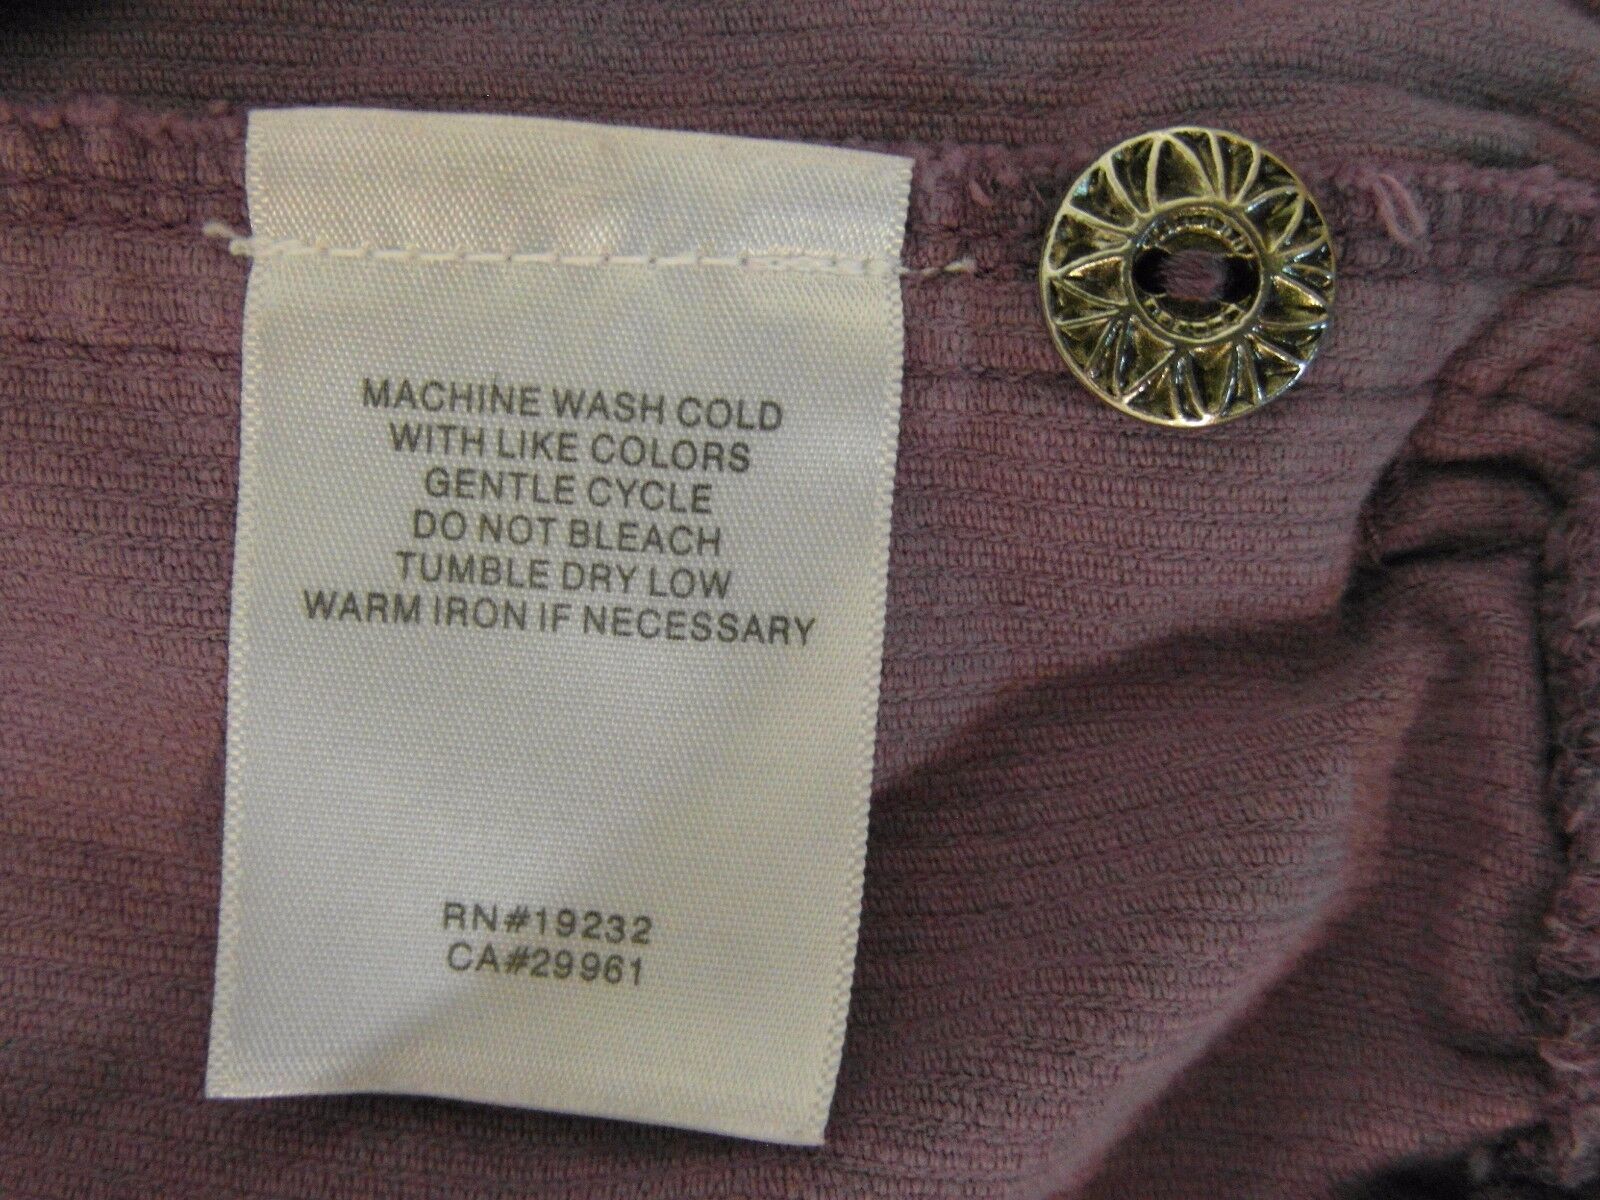 MACHINE WASH COLD
WITH LIKE COLORS
GENTLE CYCLE
DO NOT BLEACH
TUMBLE DRY LOW
WARM IRON IF NECESSARY
RN#19232
CA#29961